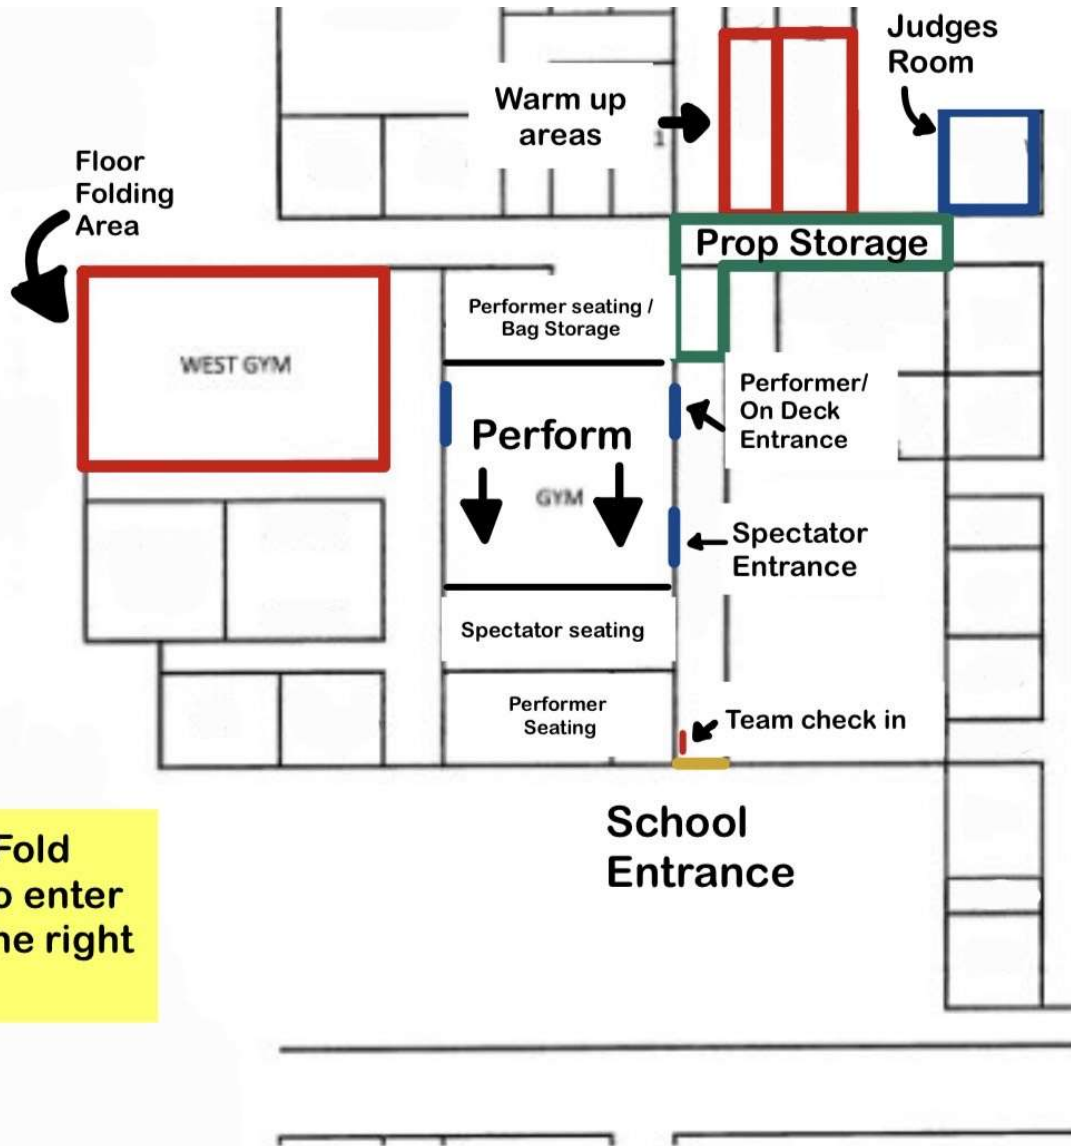 Judges
Room
Warm up
areas
1
Floor
Folding
Area
Prop Storage
Performer seating /
Bag Storage
WEST GYM
Performer/
On Deck
Entrance
Perform
GYM
Spectator
Entrance
Spectator seating
Performer
Seating
Team check in
School
Entrance
Fold
o enter
he right